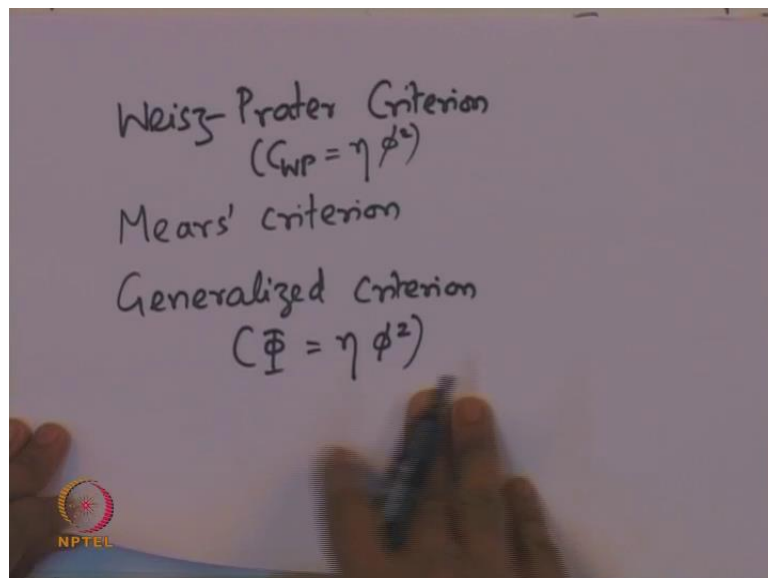 Weisz-Prater Criterion
(C_WP = η φ²)
Mears' criterion
Generalized criterion
(Φ = η φ²)
NPTEL